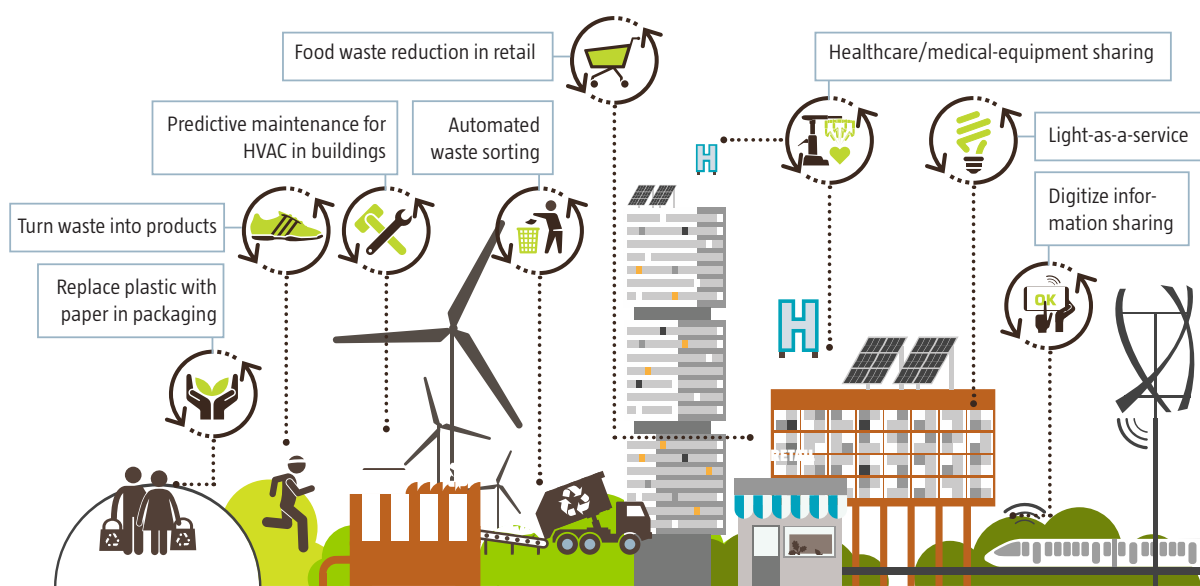 Food waste reduction in retail
Healthcare/medical-equipment sharing
Predictive maintenance for
HVAC in buildings
Automated
waste sorting
Light-as-a-service
Digitize infor-
mation sharing
Turn waste into products
Replace plastic with
paper in packaging
OK
H
H
RETAIL